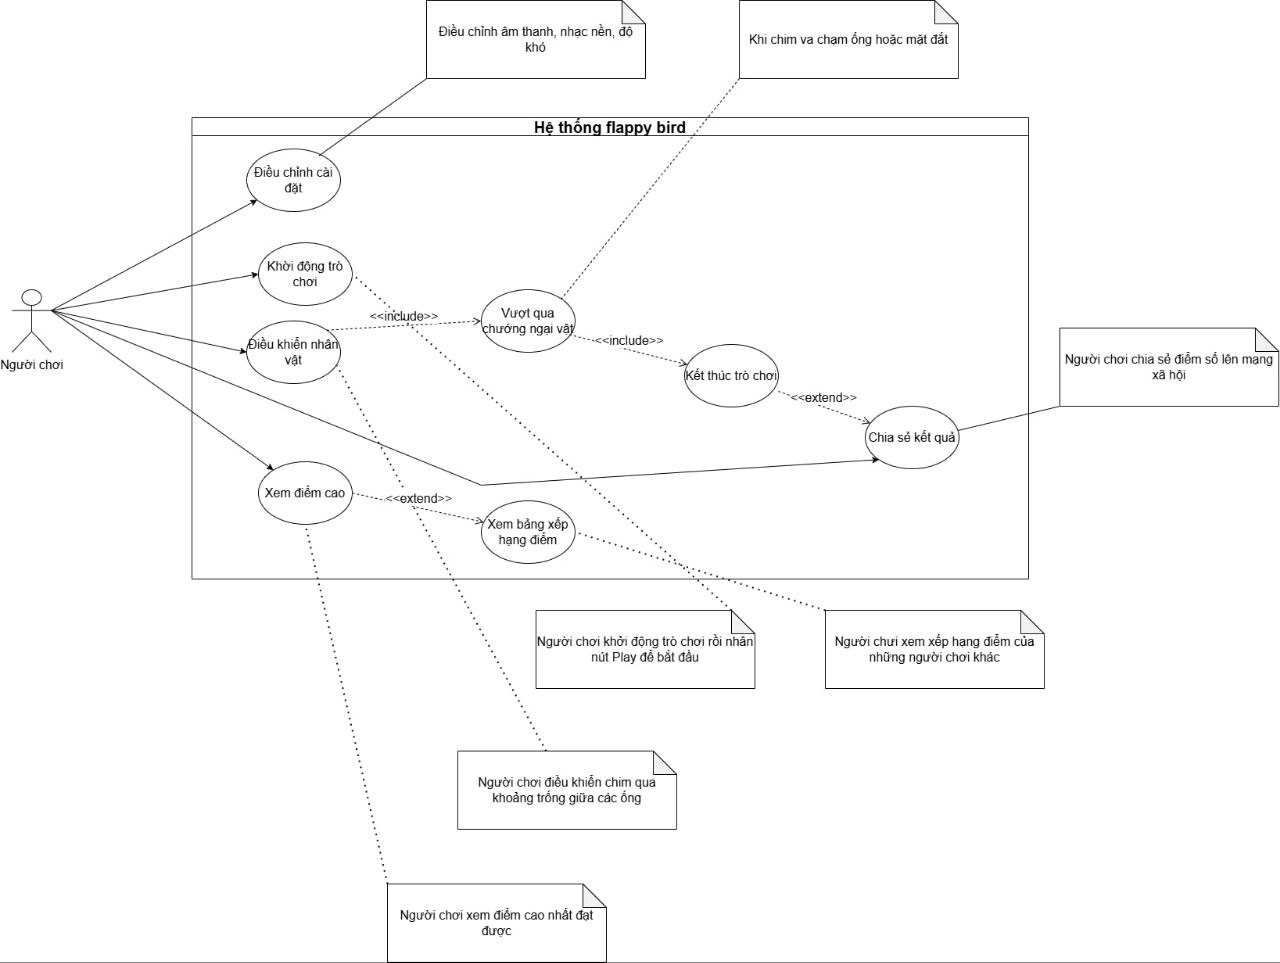 Điều chỉnh âm thanh, nhạc nền, độ
khó
Khi chim va chạm ống hoặc mặt đắt
Hệ thống flappy bird
Điều chỉnh cài
đặt
Khời động trò
chơi
<<include>>
Vượt qua
chướng ngại vật
Người chơi
Điều khiển nhân
vật
<<include>>
Kết thúc trò chơi
Người chơi chia sẻ điểm số lên mạng
xã hội
<<extend>>
Chia sẻ kết quả
Xem điểm cao
<<extend>>
Xem bảng xếp
hạng điểm
Người chơi khởi động trò chơi rồi nhấn
nút Play để bắt đầu
Người chưi xem xếp hạng điểm của
những người chơi khác
Người chơi điều khiển chim qua
khoảng trống giữa các ống
Người chơi xem điểm cao nhất đạt
được